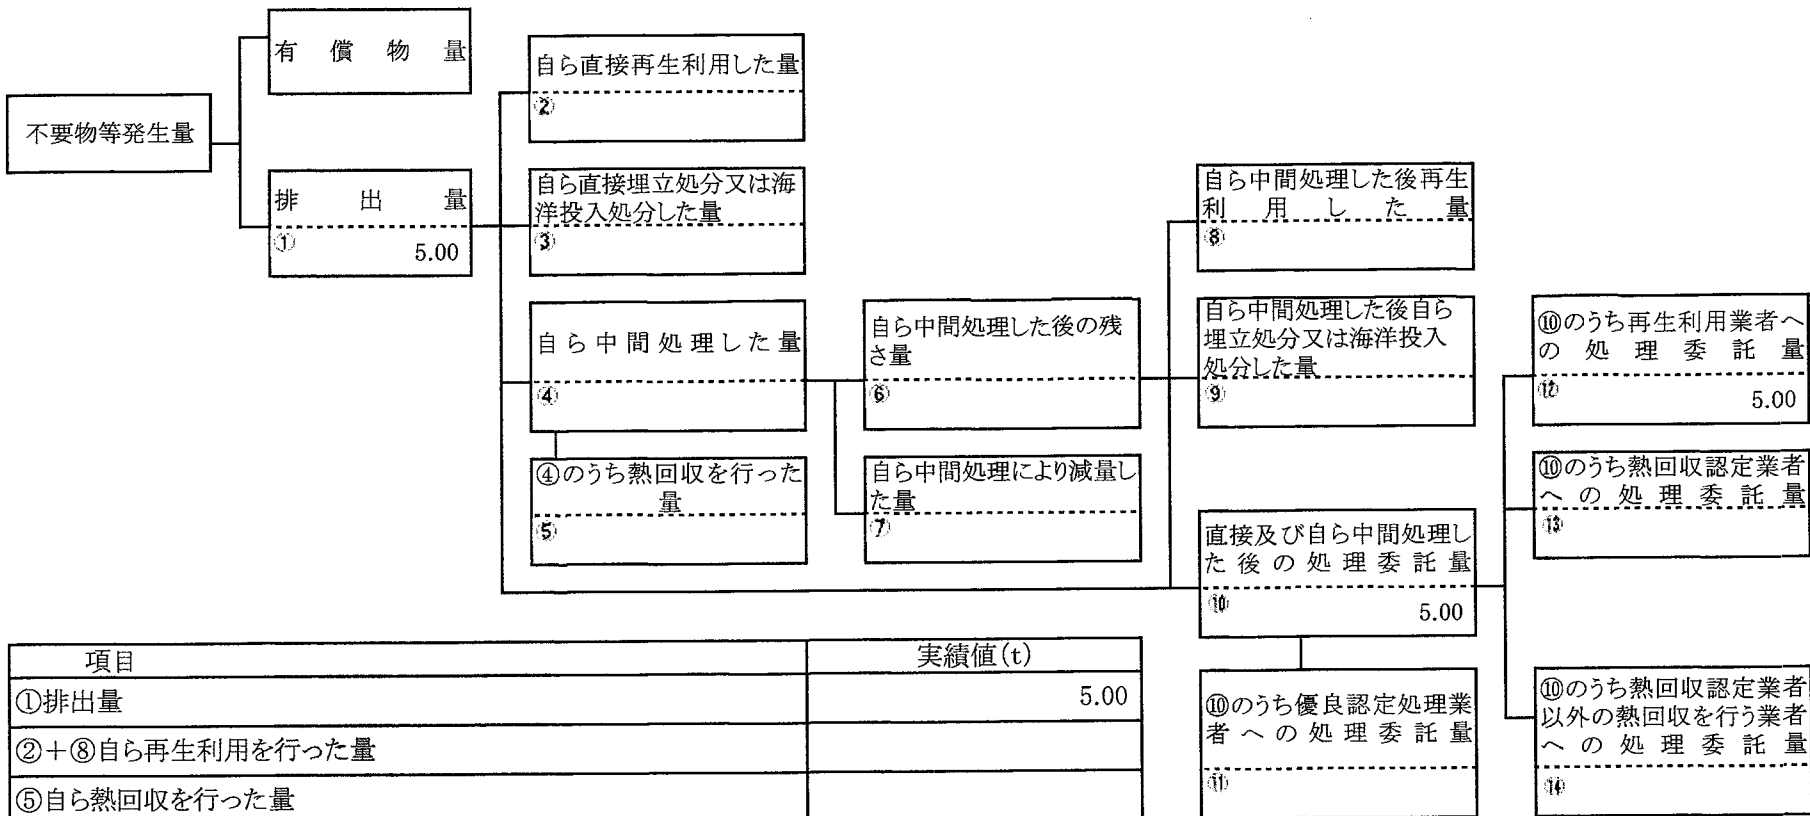 不要物等発生量
有償物量
排出量
①
5.00
自ら直接再生利用した量
②
自ら直接埋立処分又は海
洋投入処分した量
③
自ら中間処理した量
④
④のうち熱回収を行った
量
⑤
自ら中間処理した後の残
さ量
⑥
自ら中間処理により減量し
た量
⑦
自ら中間処理した後再生
利用した量
⑧
自ら中間処理した後自ら
埋立処分又は海洋投入
処分した量
⑨
直接及び自ら中間処理し
た後の処理委託量
⑩
5.00
⑩のうち優良認定処理業
者への処理委託量
⑪
⑩のうち再生利用業者へ
の処理委託量
⑫
5.00
⑩のうち熱回収認定業者
への処理委託量
⑬
⑩のうち熱回収認定業者
以外の熱回収を行う業者
への処理委託量
⑭
項目 実績値(t)
①排出量 5.00
②+⑧自ら再生利用を行った量
⑤自ら熱回収を行った量